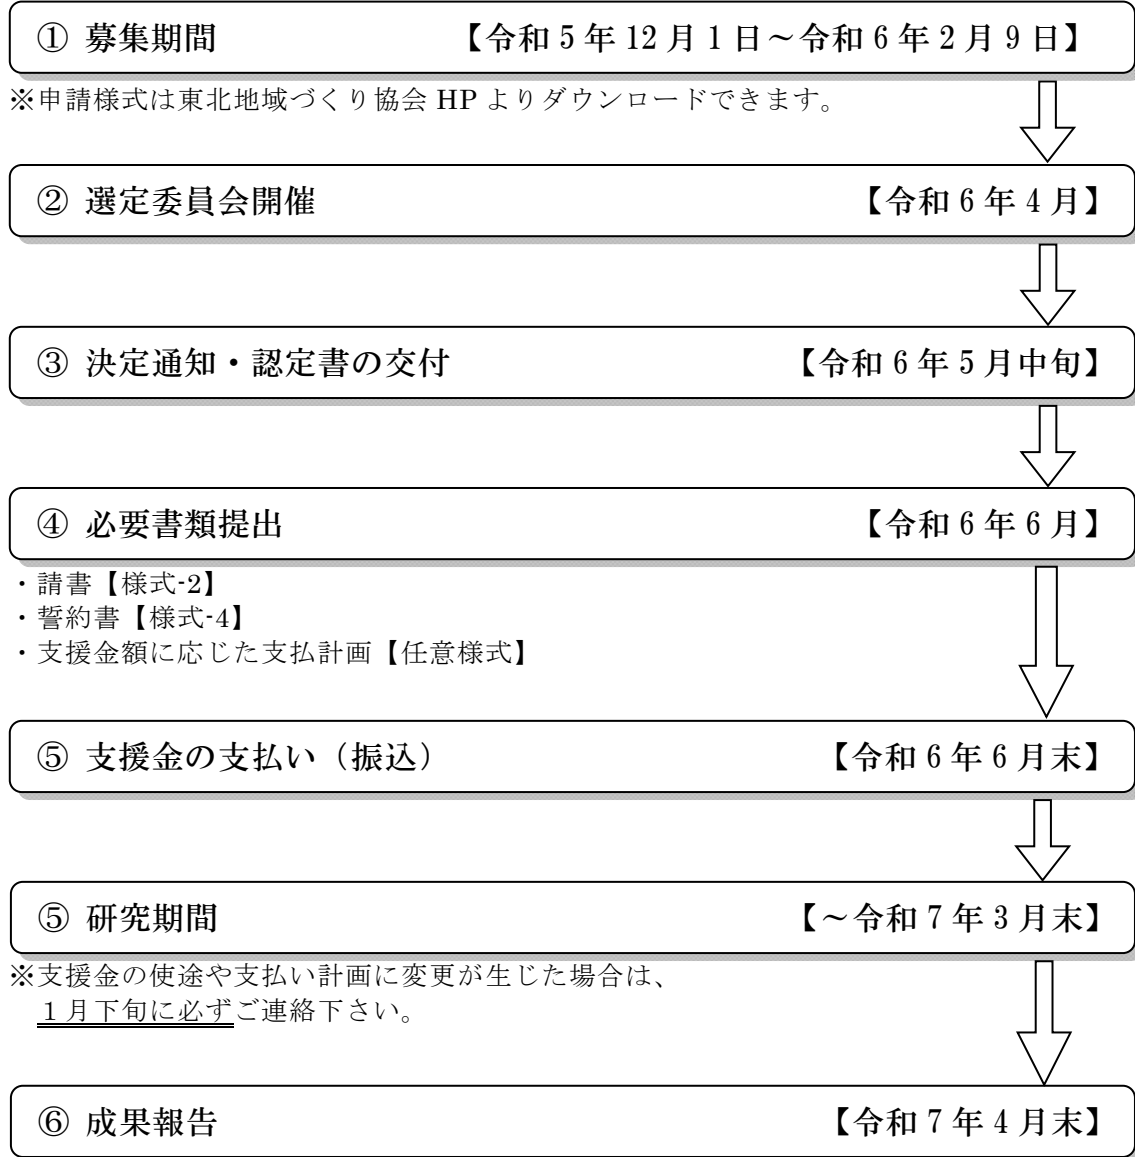 ① 募集期間 【令和5年12月1日～令和6年2月9日】
※申請様式は東北地域づくり協会 HP よりダウンロードできます。
② 選定委員会開催 【令和6年4月】
③ 決定通知・認定書の交付 【令和6年5月中旬】
④ 必要書類提出 【令和6年6月】
・請書【様式-2】
・誓約書【様式-4】
・支援金額に応じた支払計画【任意様式】
⑤ 支援金の支払い（振込） 【令和6年6月末】
⑤ 研究期間 【～令和7年3月末】
※支援金の使途や支払い計画に変更が生じた場合は、
１月下旬に必ずご連絡下さい。
⑥ 成果報告 【令和7年4月末】